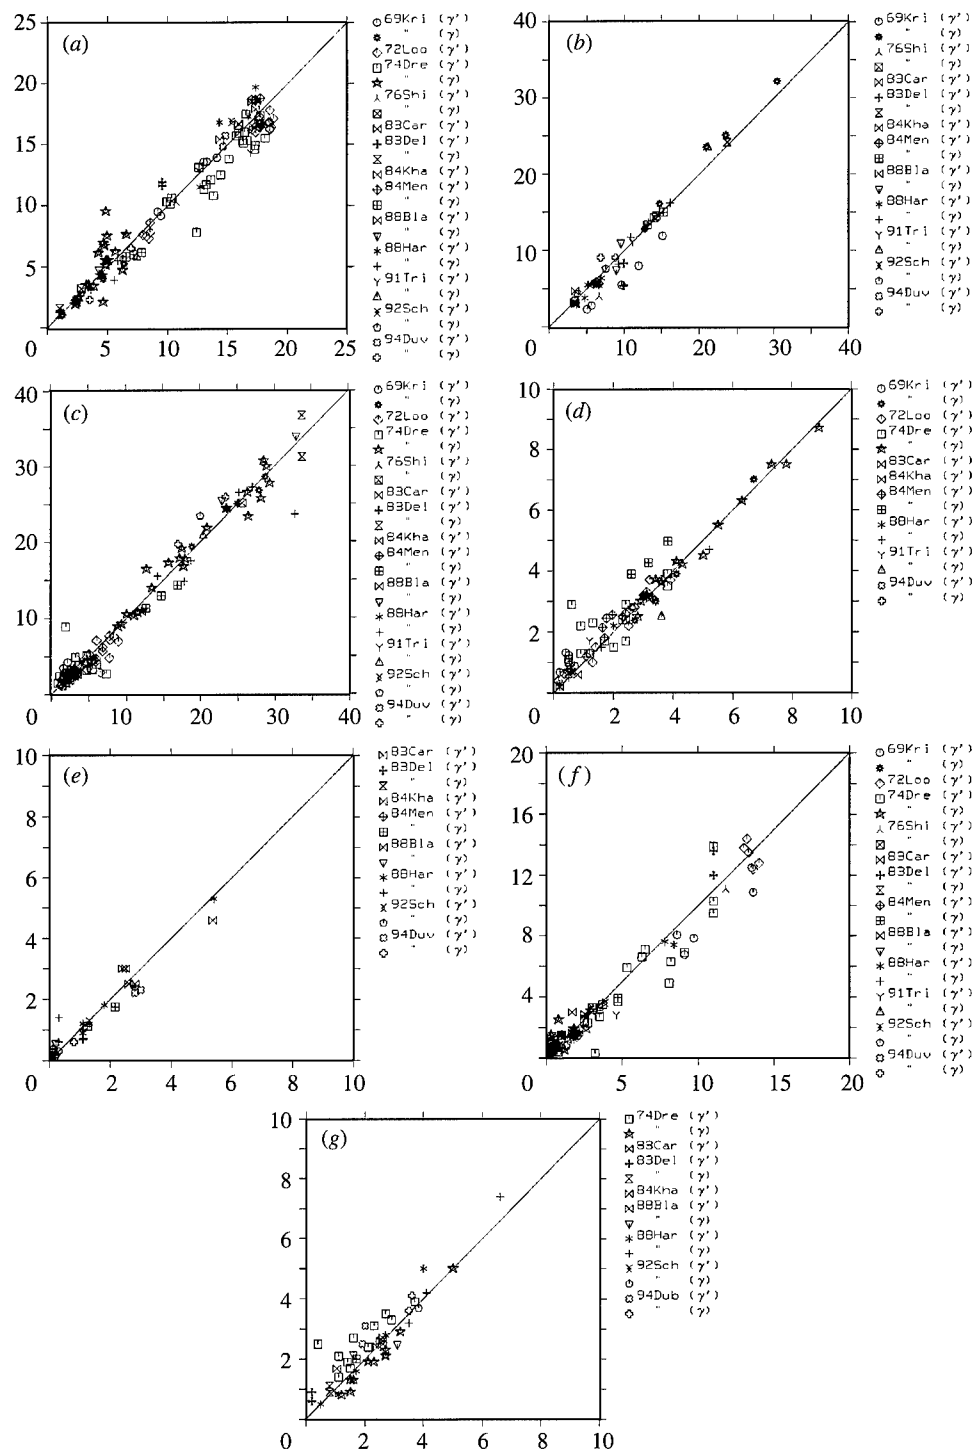 (a)
25
20
15
10
5
0 5 10 15 20 25
69Kri (γ')
" (γ)
72Loo (γ')
74Dre (γ')
" (γ)
76Shi (γ')
" (γ)
83Car (γ')
83Del (γ')
" (γ)
84Kha (γ')
84Men (γ')
" (γ)
88Bla (γ')
" (γ)
88Har (γ')
" (γ)
91Tri (γ')
" (γ)
92Sch (γ')
" (γ)
94Duv (γ')
" (γ)
(b)
40
30
20
10
0 10 20 30 40
69Kri (γ')
" (γ)
76Shi (γ')
" (γ)
83Car (γ')
83Del (γ')
" (γ)
84Kha (γ')
84Men (γ')
" (γ)
88Bla (γ')
" (γ)
88Har (γ')
" (γ)
91Tri (γ')
" (γ)
92Sch (γ')
" (γ)
94Duv (γ')
" (γ)
(c)
40
30
20
10
0 10 20 30 40
69Kri (γ')
" (γ)
72Loo (γ')
74Dre (γ')
" (γ)
76Shi (γ')
" (γ)
83Car (γ')
83Del (γ')
" (γ)
84Kha (γ')
84Men (γ')
" (γ)
88Bla (γ')
" (γ)
88Har (γ')
" (γ)
91Tri (γ')
" (γ)
92Sch (γ')
" (γ)
94Duv (γ')
" (γ)
(d)
10
8
6
4
2
0 2 4 6 8 10
69Kri (γ')
" (γ)
72Loo (γ')
74Dre (γ')
" (γ)
83Car (γ')
84Kha (γ')
84Men (γ')
" (γ)
88Har (γ')
" (γ)
91Tri (γ')
" (γ)
94Duv (γ')
" (γ)
(e)
10
8
6
4
2
0 2 4 6 8 10
83Car (γ')
83Del (γ')
" (γ)
84Kha (γ')
84Men (γ')
" (γ)
88Bla (γ')
" (γ)
88Har (γ')
" (γ)
92Sch (γ')
" (γ)
94Duv (γ')
" (γ)
(f)
20
16
12
8
4
0 5 10 15 20
69Kri (γ')
" (γ)
72Loo (γ')
74Dre (γ')
" (γ)
76Shi (γ')
" (γ)
83Car (γ')
83Del (γ')
" (γ)
84Men (γ')
" (γ)
88Bla (γ')
" (γ)
88Har (γ')
" (γ)
91Tri (γ')
" (γ)
92Sch (γ')
" (γ)
94Duv (γ')
" (γ)
(g)
10
8
6
4
2
0 2 4 6 8 10
74Dre (γ')
" (γ)
83Car (γ')
83Del (γ')
" (γ)
84Kha (γ')
88Bla (γ')
" (γ)
88Har (γ')
" (γ)
92Sch (γ')
" (γ)
94Dub (γ')
" (γ)